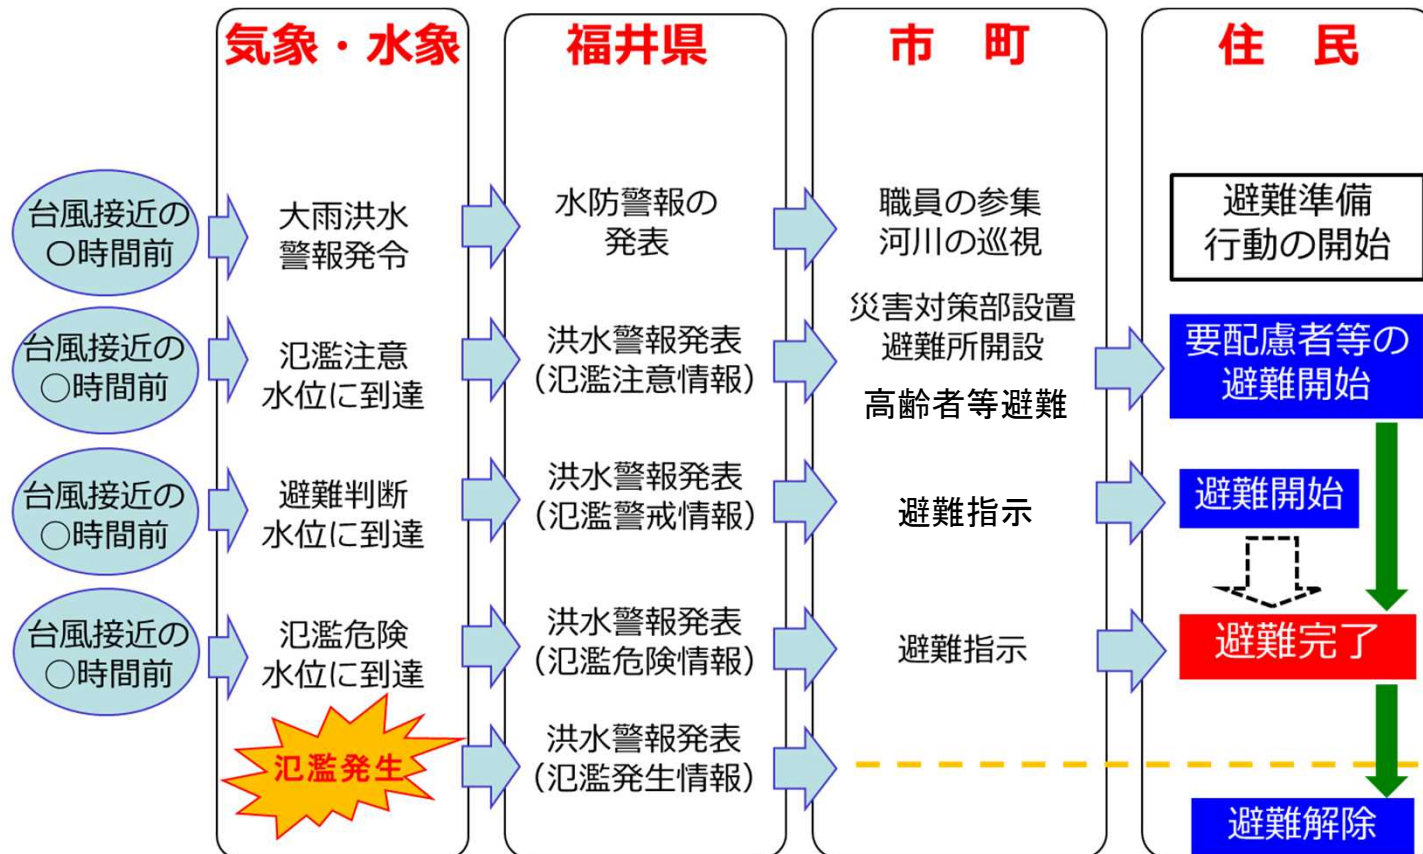 気象・水象
福井県
市　町
住　民
台風接近の
〇時間前
大雨洪水
警報発令
水防警報の
発表
職員の参集
河川の巡視
避難準備
行動の開始
台風接近の
○時間前
氾濫注意
水位に到達
洪水警報発表
（氾濫注意情報）
災害対策部設置
避難所開設
高齢者等避難
要配慮者等の
避難開始
台風接近の
○時間前
避難判断
水位に到達
洪水警報発表
（氾濫警戒情報）
避難指示
避難開始
台風接近の
○時間前
氾濫危険
水位に到達
洪水警報発表
（氾濫危険情報）
避難指示
避難完了
氾濫発生
洪水警報発表
（氾濫発生情報）
避難解除